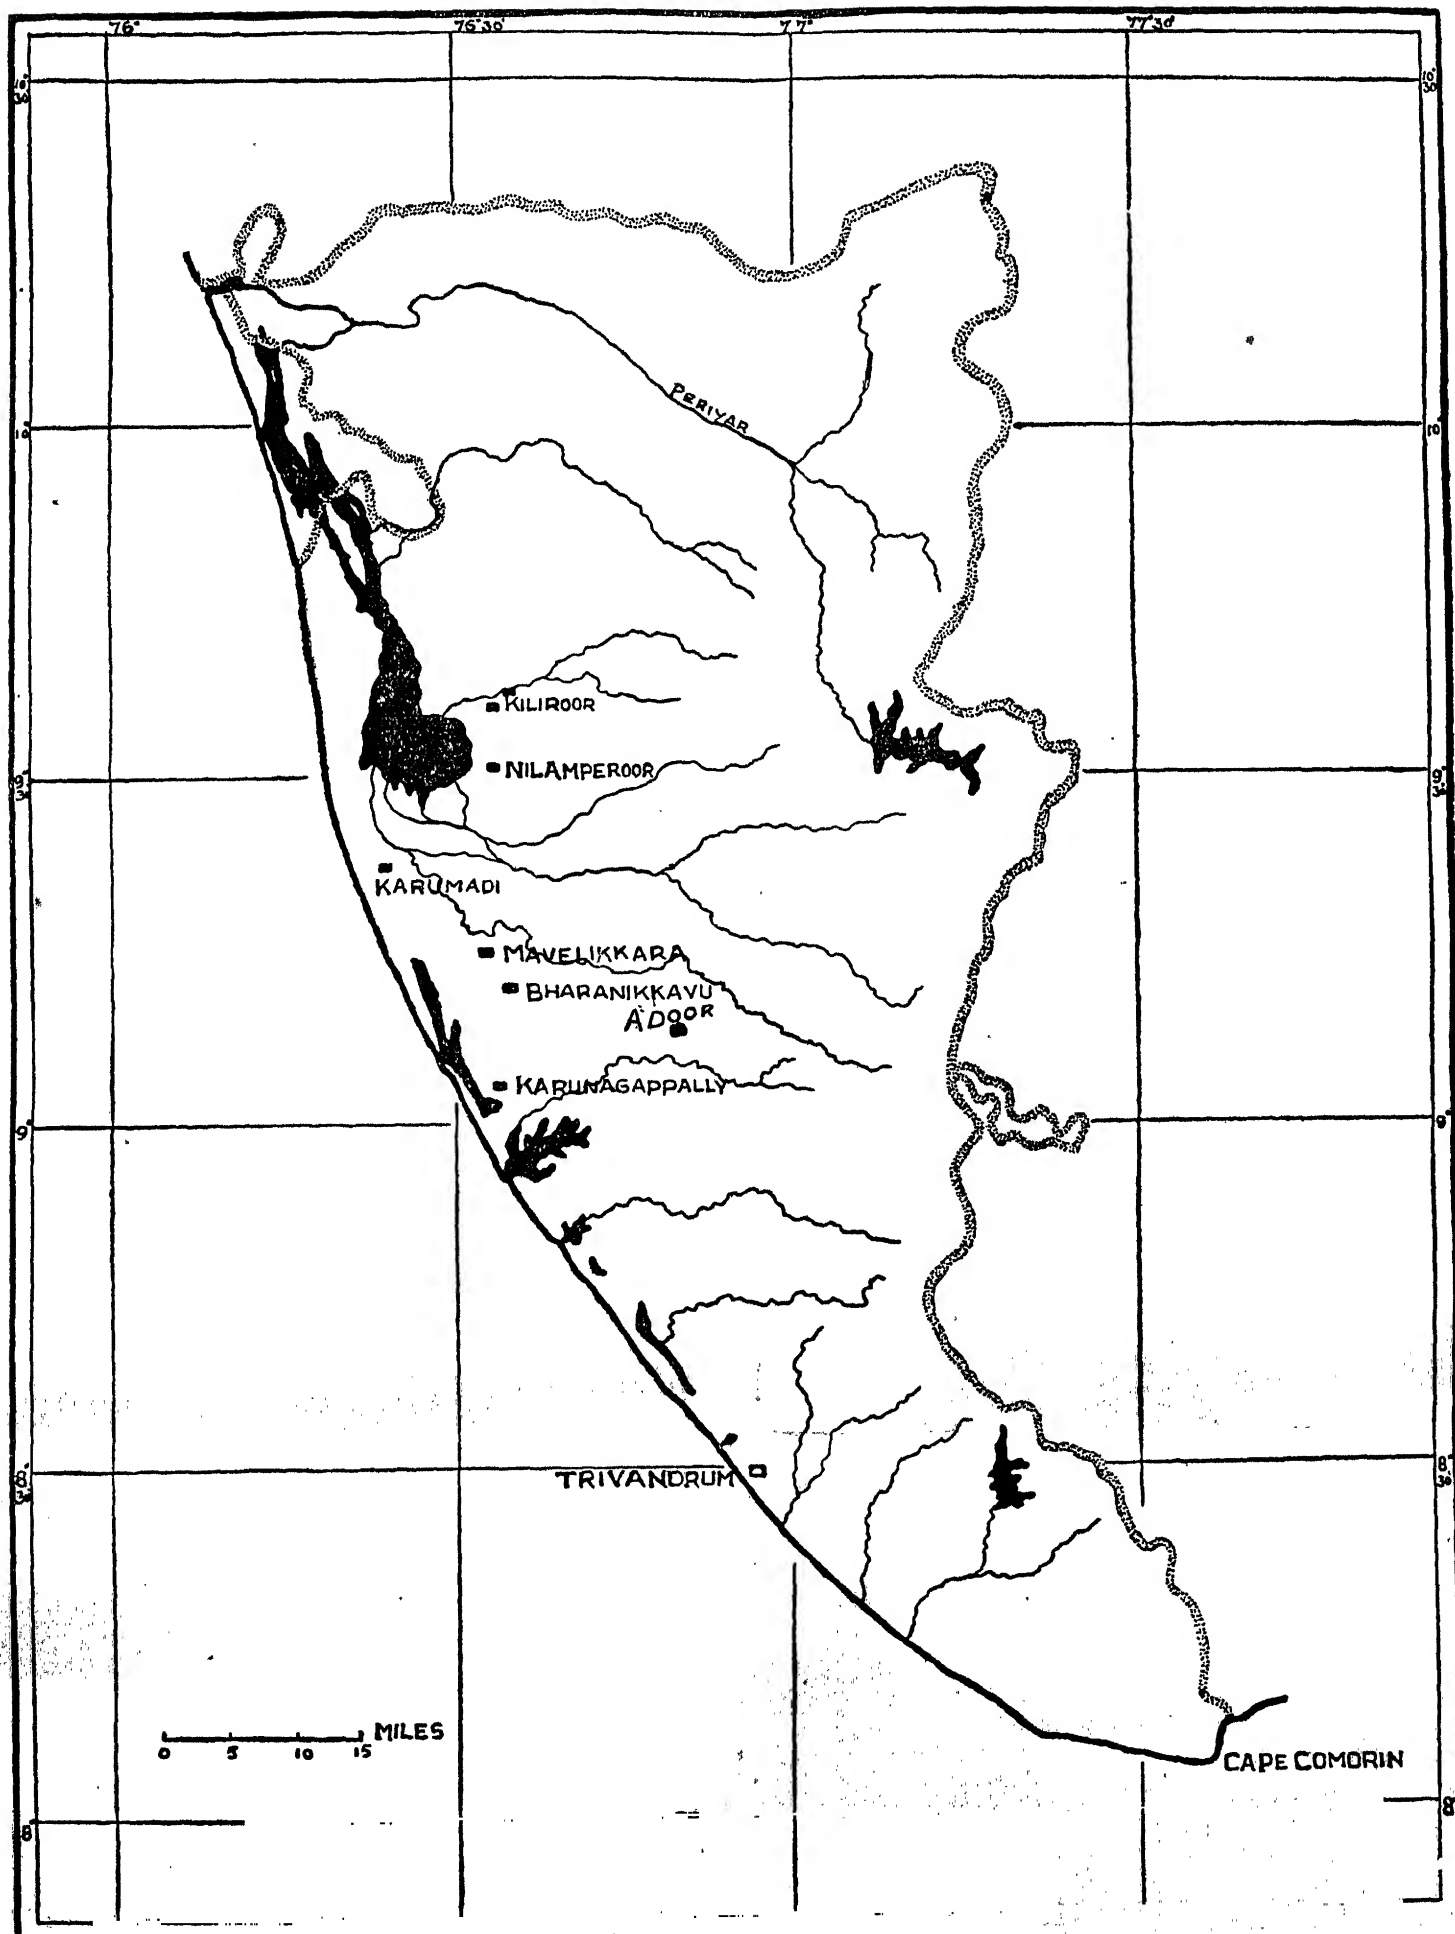 76° 76°30' 77° 77°30'
10 30 10 30
PERIYAR
10 10
KILIROOR
NILAMPEROOR
9 30 9 30
KARUMADI
MAVELIKKARA
BHARANIKKAVU
ADOOR
KARUNAGAPPALLY
9° 9°
8° 30 8° 30
TRIVANDRUM
MILES
0 5 10 15
CAPE COMORIN
8 8